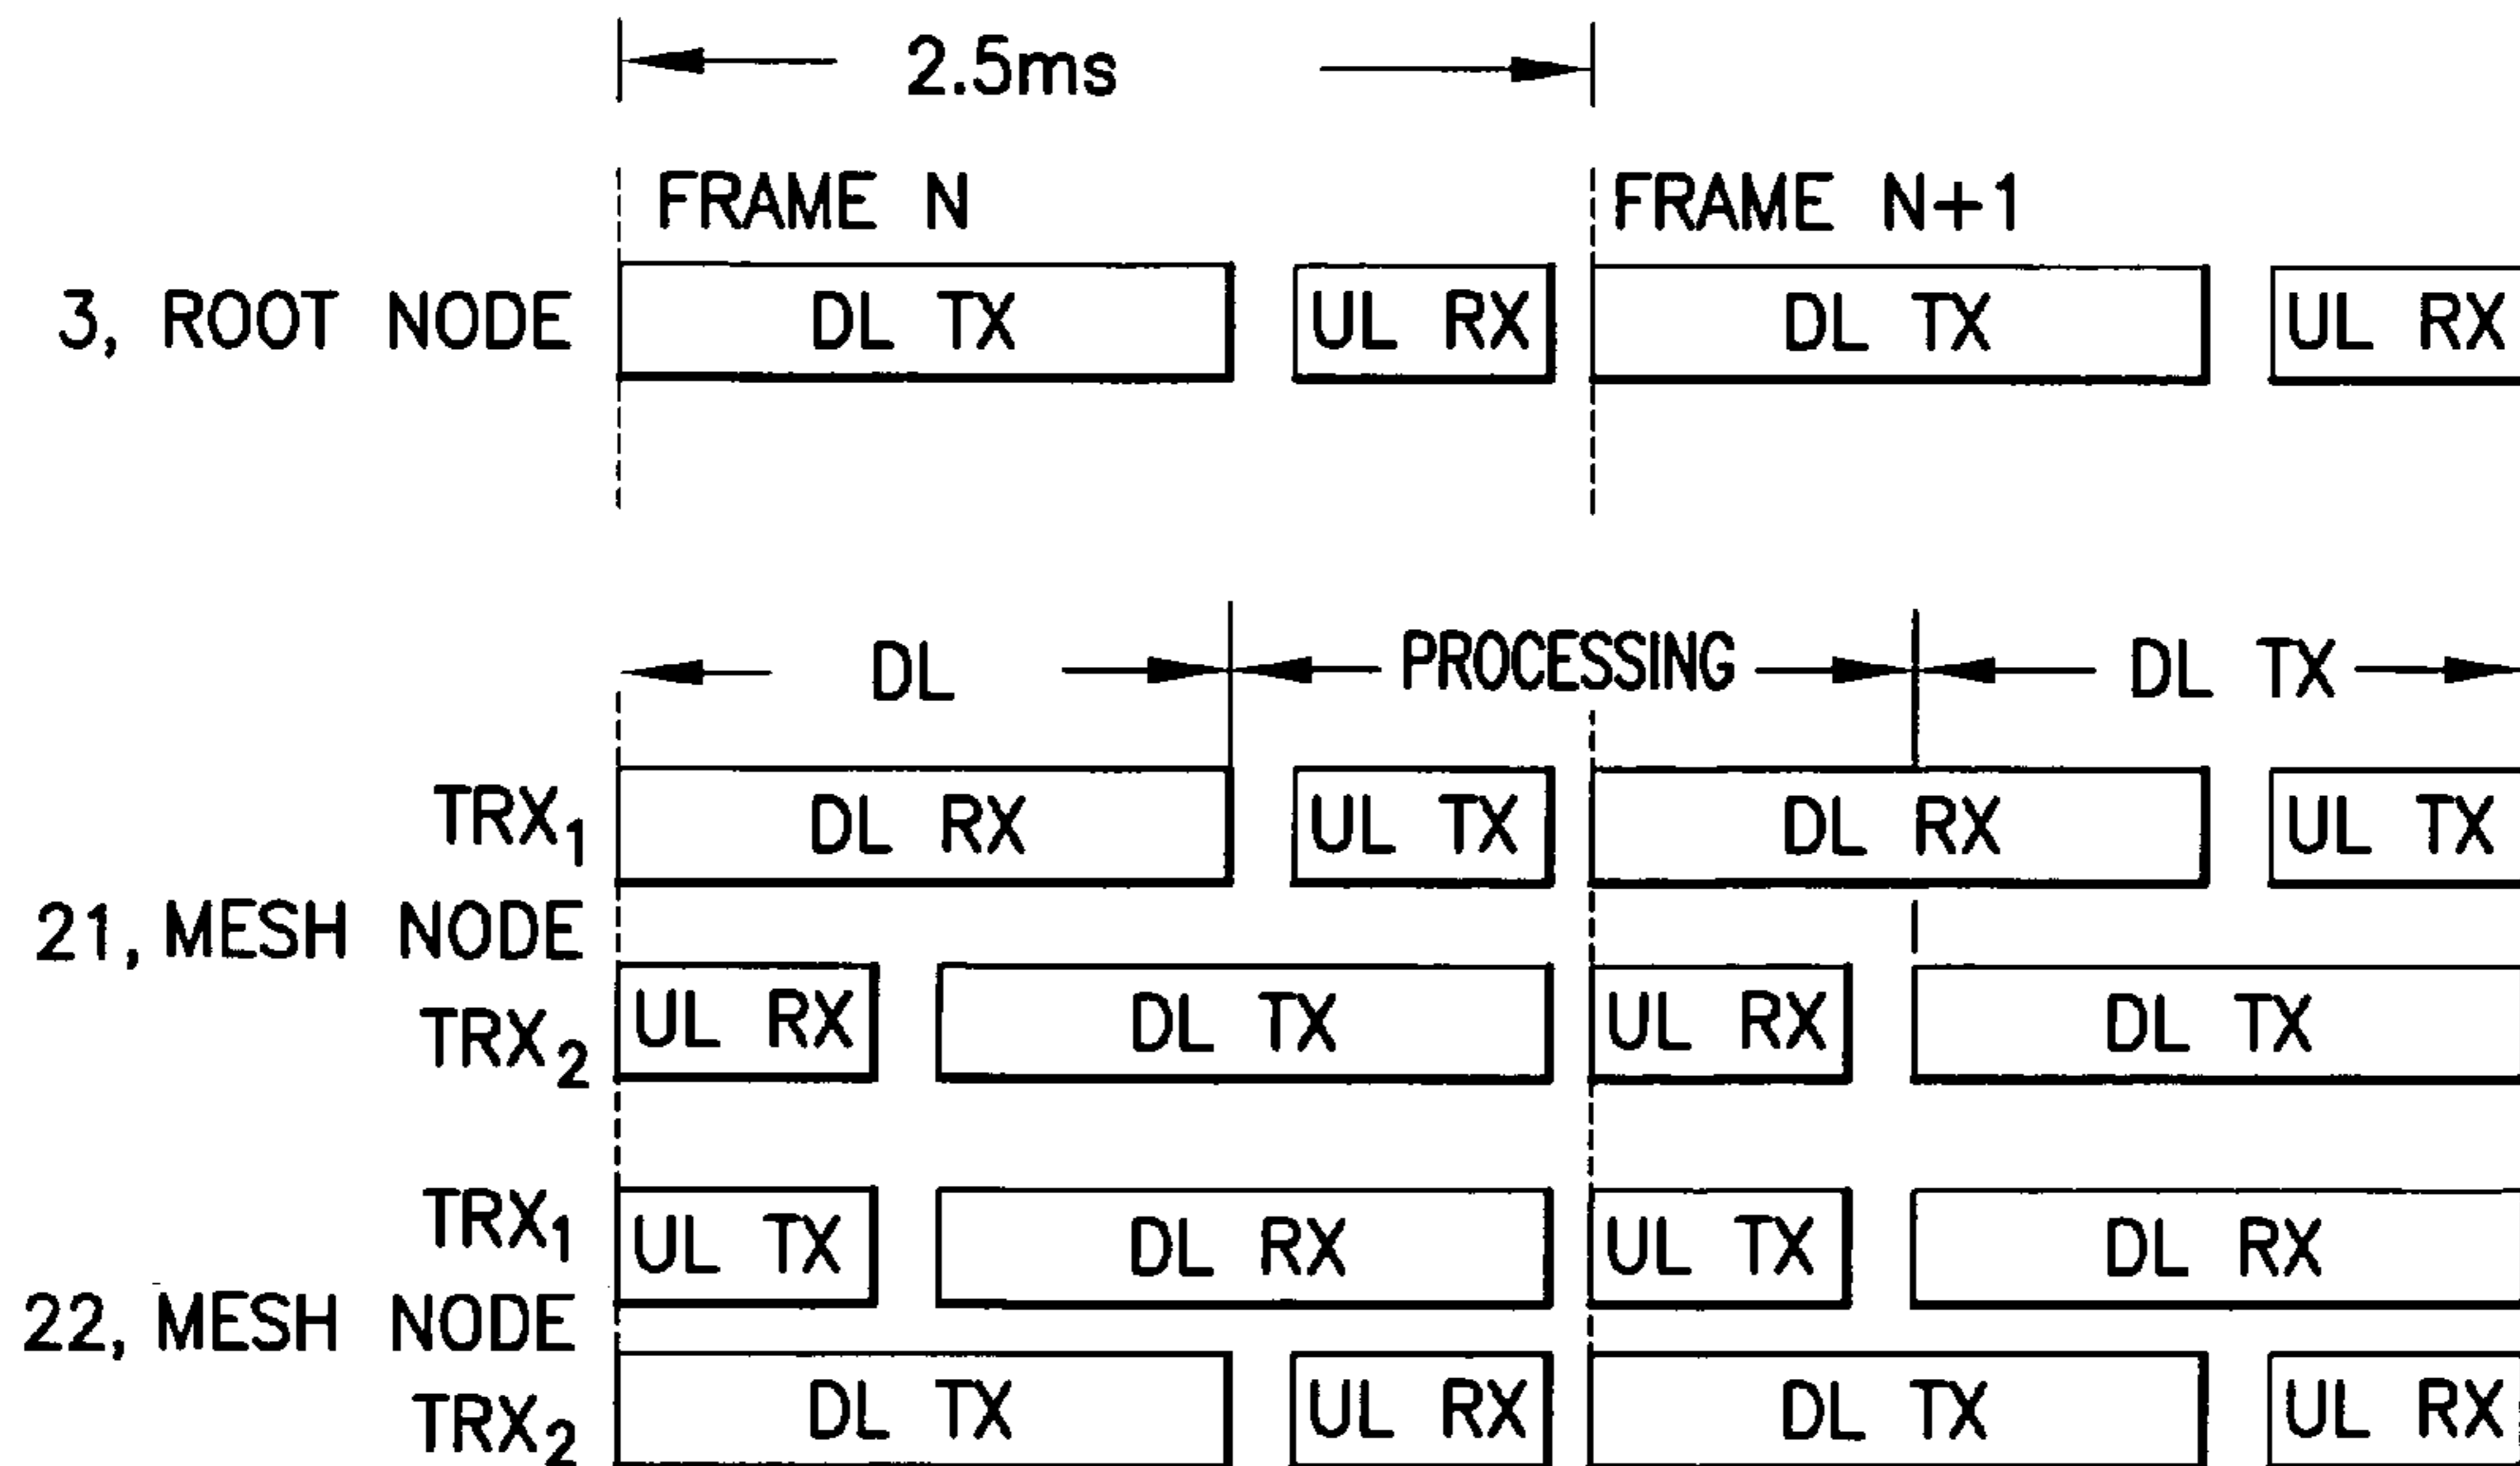 2.5ms
FRAME N FRAME N+1
3, ROOT NODE DL TX UL RX DL TX UL RX
DL PROCESSING DL TX
TRX1 DL RX UL TX DL RX UL TX
21, MESH NODE
TRX2 UL RX DL TX UL RX DL TX
TRX1 UL TX DL RX UL TX DL RX
22, MESH NODE
TRX2 DL TX UL RX DL TX UL RX